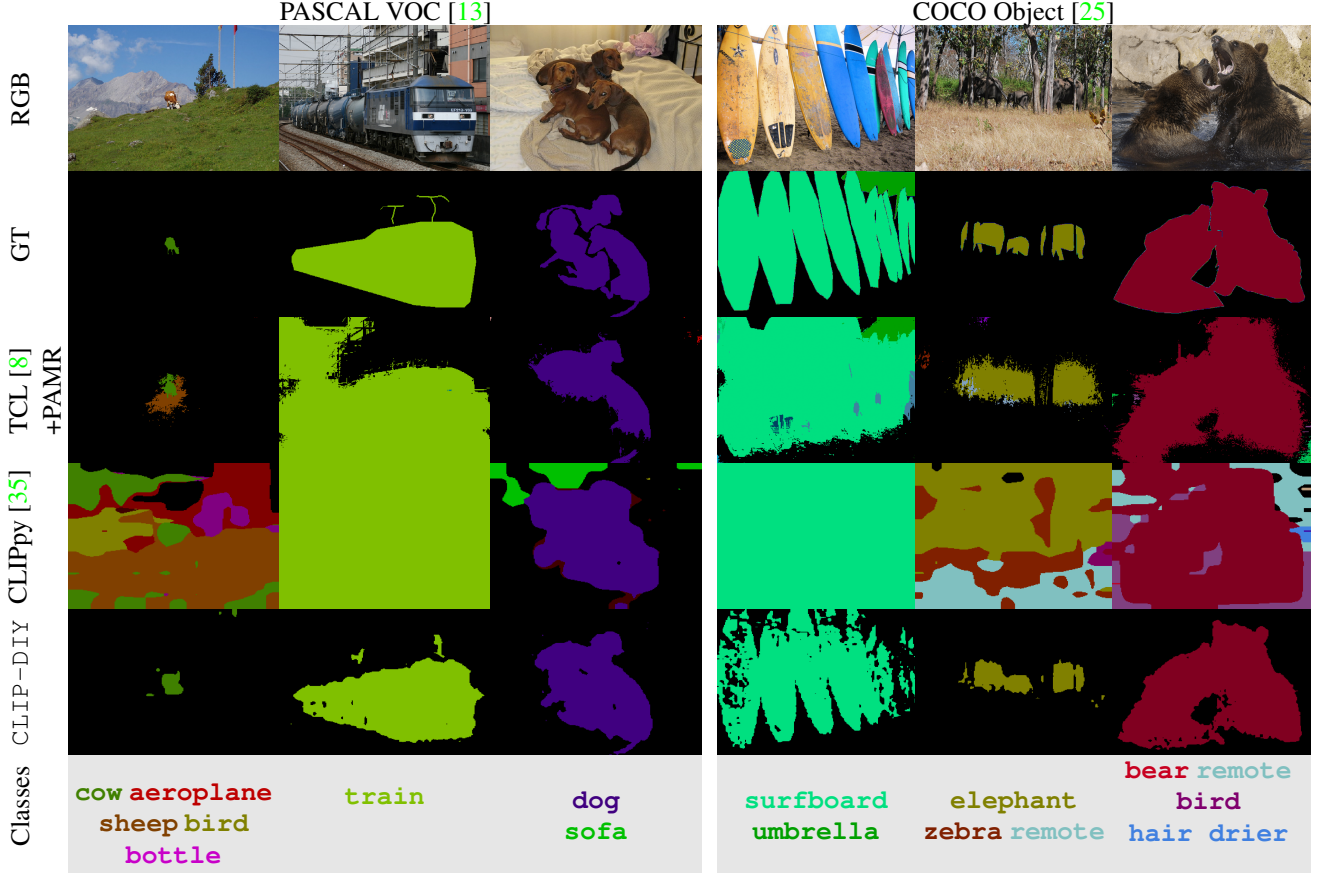 PASCAL VOC [13]
COCO Object [25]
RGB
GT
TCL [8]
+PAMR
CLIPpy [35]
CLIP-DIY
Classes
cow aeroplane
sheep bird
bottle
train
dog
sofa
surfboard
umbrella
elephant
zebra remote
bear remote
bird
hair drier